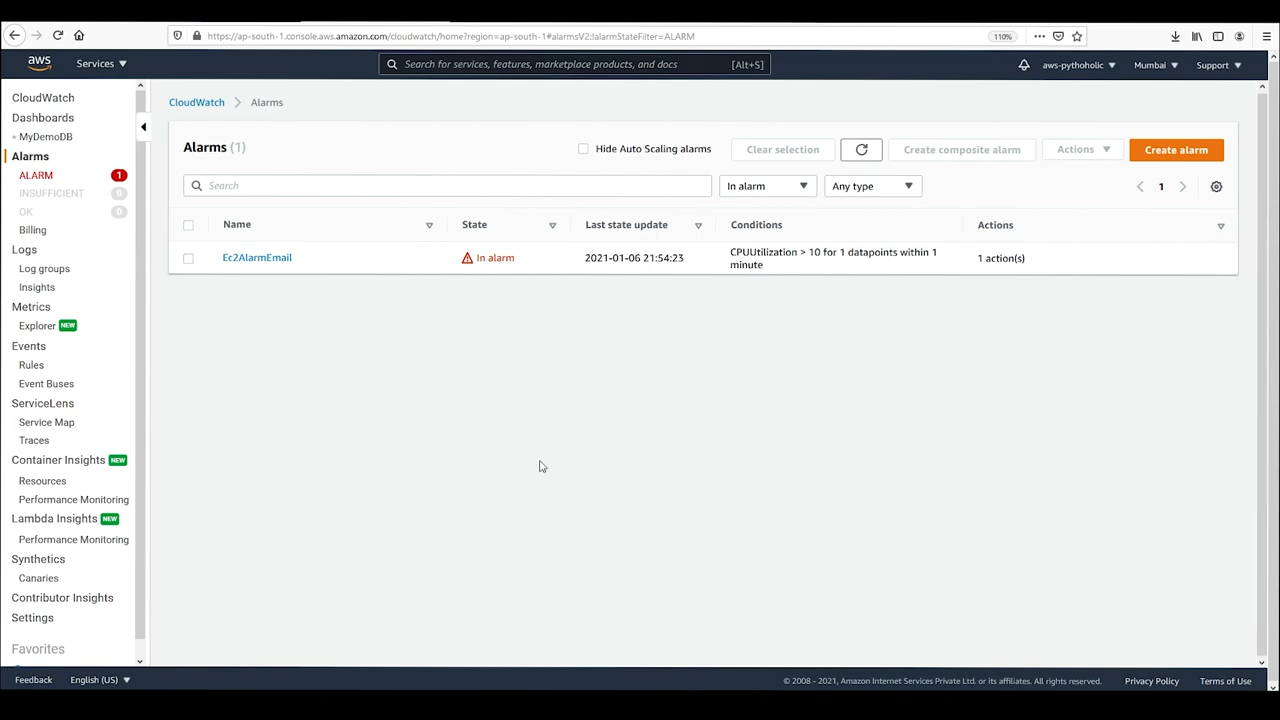 https://ap-south-1.console.aws.amazon.com/cloudwatch/home?region=ap-south-1#alarmsV2:!alarmStateFilter=ALARM
110%
aws
Services
Search for services, features, marketplace products, and docs
[Alt+S]
aws-pythoholic
Mumbai
Support
CloudWatch
Dashboards
MyDemoDB
Alarms
ALARM 1
INSUFFICIENT 0
OK 0
Billing
Logs
Log groups
Insights
Metrics
Explorer NEW
Events
Rules
Event Buses
ServiceLens
Service Map
Traces
Container Insights NEW
Resources
Performance Monitoring
Lambda Insights NEW
Performance Monitoring
Synthetics
Canaries
Contributor Insights
Settings
Favorites
CloudWatch > Alarms
Alarms (1)
Hide Auto Scaling alarms
Clear selection
Create composite alarm
Actions
Create alarm
Search
In alarm
Any type
1
Name
State
Last state update
Conditions
Actions
Ec2AlarmEmail
In alarm
2021-01-06 21:54:23
CPUUtilization > 10 for 1 datapoints within 1
minute
1 action(s)
Feedback
English (US)
© 2008 - 2021, Amazon Internet Services Private Ltd. or its affiliates. All rights reserved.
Privacy Policy
Terms of Use